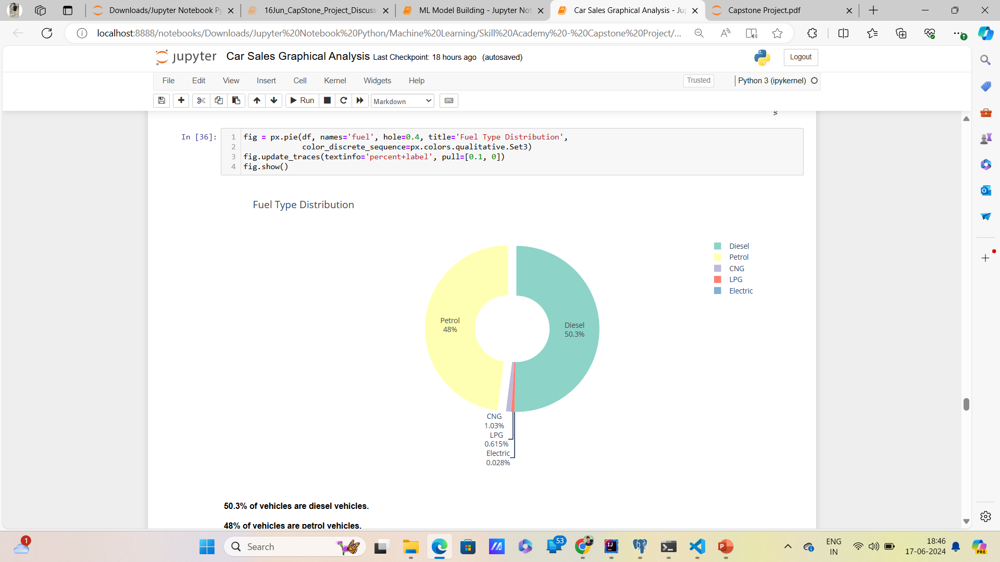 Downloads/Jupyter Notebook Py
16Jun_CapStone_Project_Discuss
ML Model Building - Jupyter Not
Car Sales Graphical Analysis - Jup
Capstone Project.pdf
localhost:8888/notebooks/Downloads/Jupyter%20Notebook%20Python/Machine%20Learning/Skill%20Academy%20-%20Capstone%20Project/...
jupyter Car Sales Graphical Analysis Last Checkpoint: 18 hours ago (autosaved)
Logout
File Edit View Insert Cell Kernel Widgets Help
Trusted
Python 3 (ipykernel)
Run
Markdown
In [36]:
1 fig = px.pie(df, names='fuel', hole=0.4, title='Fuel Type Distribution',
2 color_discrete_sequence=px.colors.qualitative.Set3)
3 fig.update_traces(textinfo='percent+label', pull=[0.1, 0])
4 fig.show()
Fuel Type Distribution
Diesel
Petrol
CNG
LPG
Electric
Petrol
48%
Diesel
50.3%
CNG
1.03%
LPG
0.615%
Electric
0.028%
50.3% of vehicles are diesel vehicles.
48% of vehicles are petrol vehicles.
1
Search
53
IJ
P
ENG
IN
18:46
17-06-2024
PRE